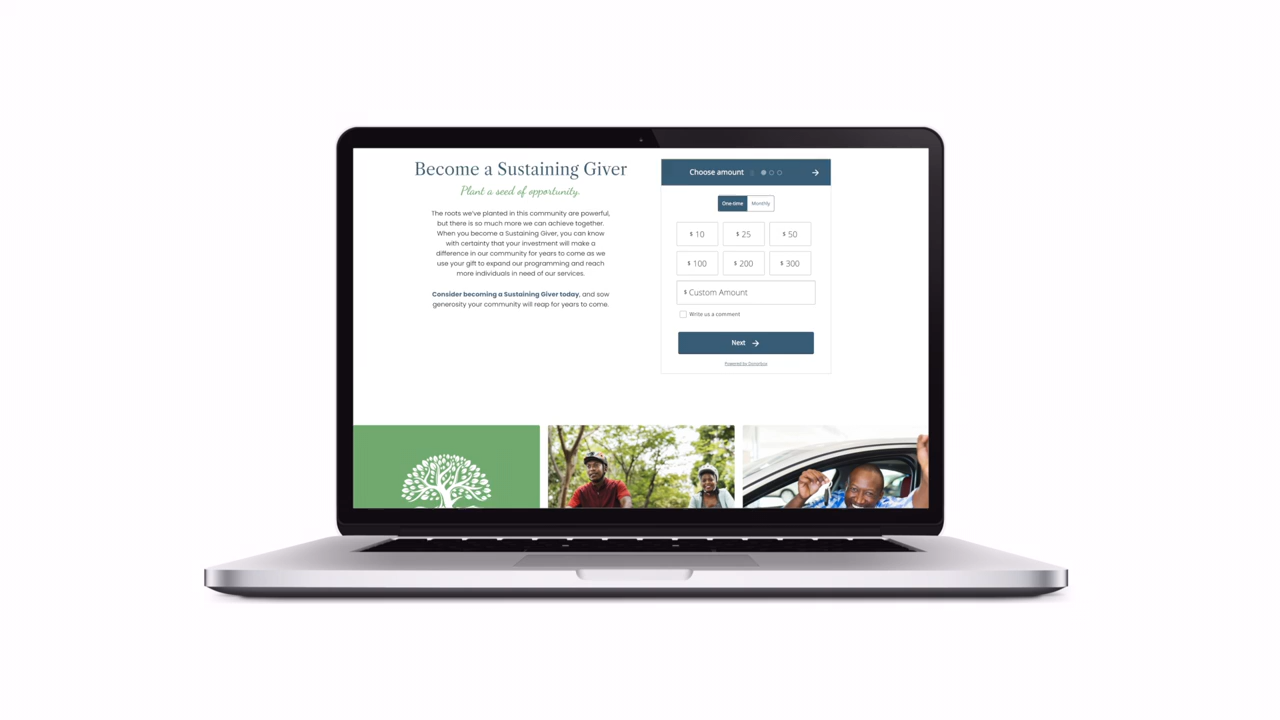 Become a Sustaining Giver
Plant a seed of opportunity.
The roots we've planted in this community are powerful,
but there is so much more we can achieve together.
When you become a Sustaining Giver, you can know
with certainty that your investment will make a
difference in our community for years to come as we
use your gift to expand our programming and reach
more individuals in need of our services.
Consider becoming a Sustaining Giver today, and sow
generosity your community will reap for years to come.
Choose amount
One-time Monthly
$ 10 $ 25 $ 50
$ 100 $ 200 $ 300
$ Custom Amount
Write us a comment
Next
Powered by Donorbox